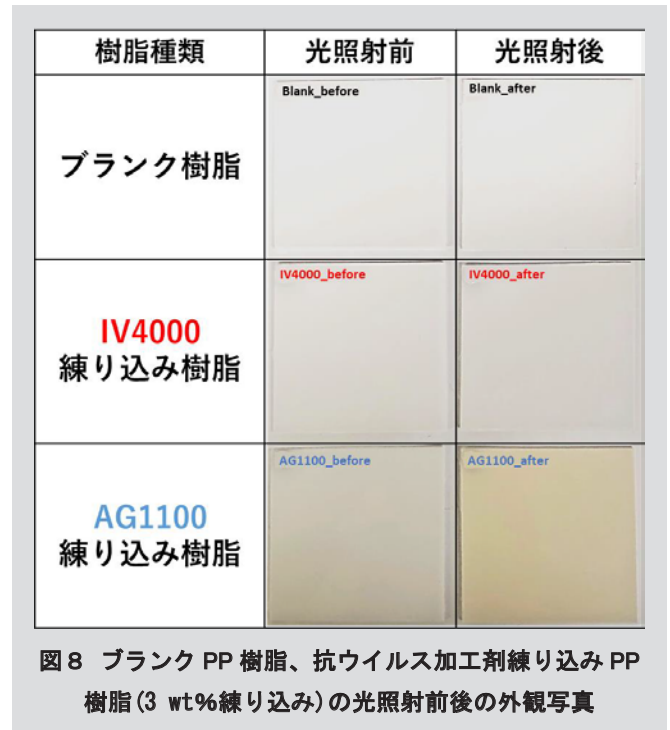 樹脂種類 光照射前 光照射後
ブランク樹脂 Blank_before Blank_after
IV4000
練り込み樹脂 IV4000_before IV4000_after
AG1100
練り込み樹脂 AG1100_before AG1100_after
図8 ブランク PP 樹脂、抗ウイルス加工剤練り込み PP
樹脂(3 wt%練り込み)の光照射前後の外観写真